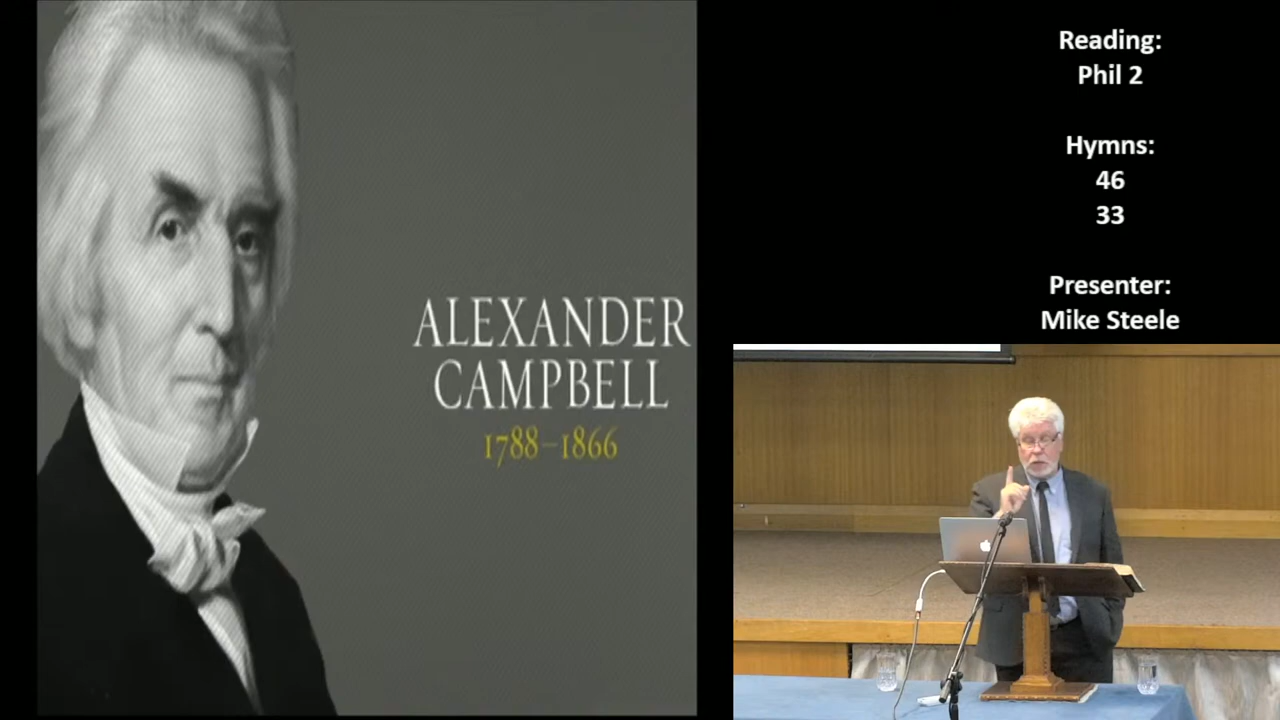 ALEXANDER
CAMPBELL
1788–1866
Reading:
Phil 2
Hymns:
46
33
Presenter:
Mike Steele